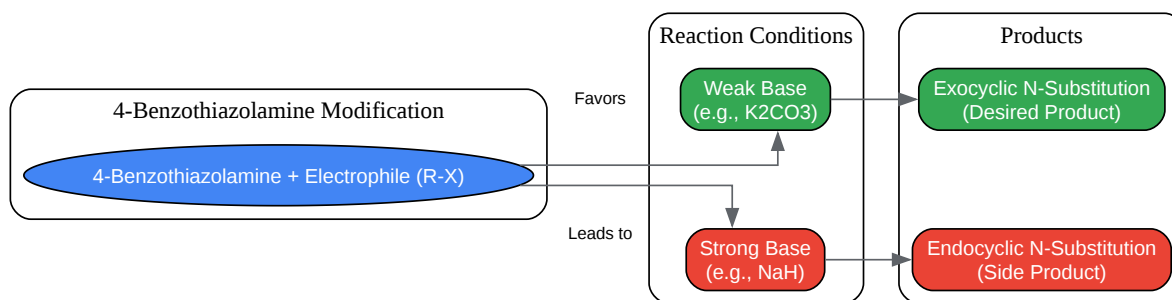 4-Benzothiazolamine Modification
4-Benzothiazolamine + Electrophile (R-X)
Favors
Leads to
Reaction Conditions
Weak Base
(e.g., K2CO3)
Strong Base
(e.g., NaH)
Products
Exocyclic N-Substitution
(Desired Product)
Endocyclic N-Substitution
(Side Product)